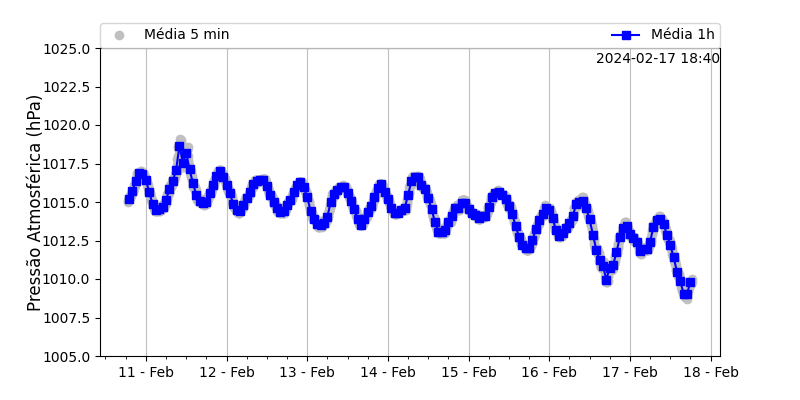 Média 5 min
Média 1h
2024-02-17 18:40
Pressão Atmosférica (hPa)
1025.0
1022.5
1020.0
1017.5
1015.0
1012.5
1010.0
1007.5
1005.0
11 - Feb
12 - Feb
13 - Feb
14 - Feb
15 - Feb
16 - Feb
17 - Feb
18 - Feb